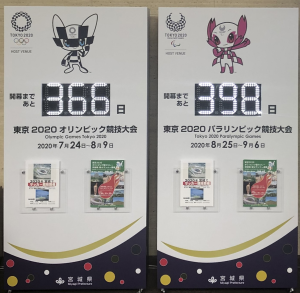 TOKYO 2020
HOST VENUE
開幕まで
あと
366
日
東京 2020 オリンピック競技大会
Olympic Games Tokyo 2020
2020年7月24日~8月9日
宮城県
Miyagi Prefecture
TOKYO 2020
HOST VENUE
開幕まで
あと
398
日
東京 2020 パラリンピック競技大会
Tokyo 2020 Paralympic Games
2020年8月25日~9月6日
宮城県
Miyagi Prefecture